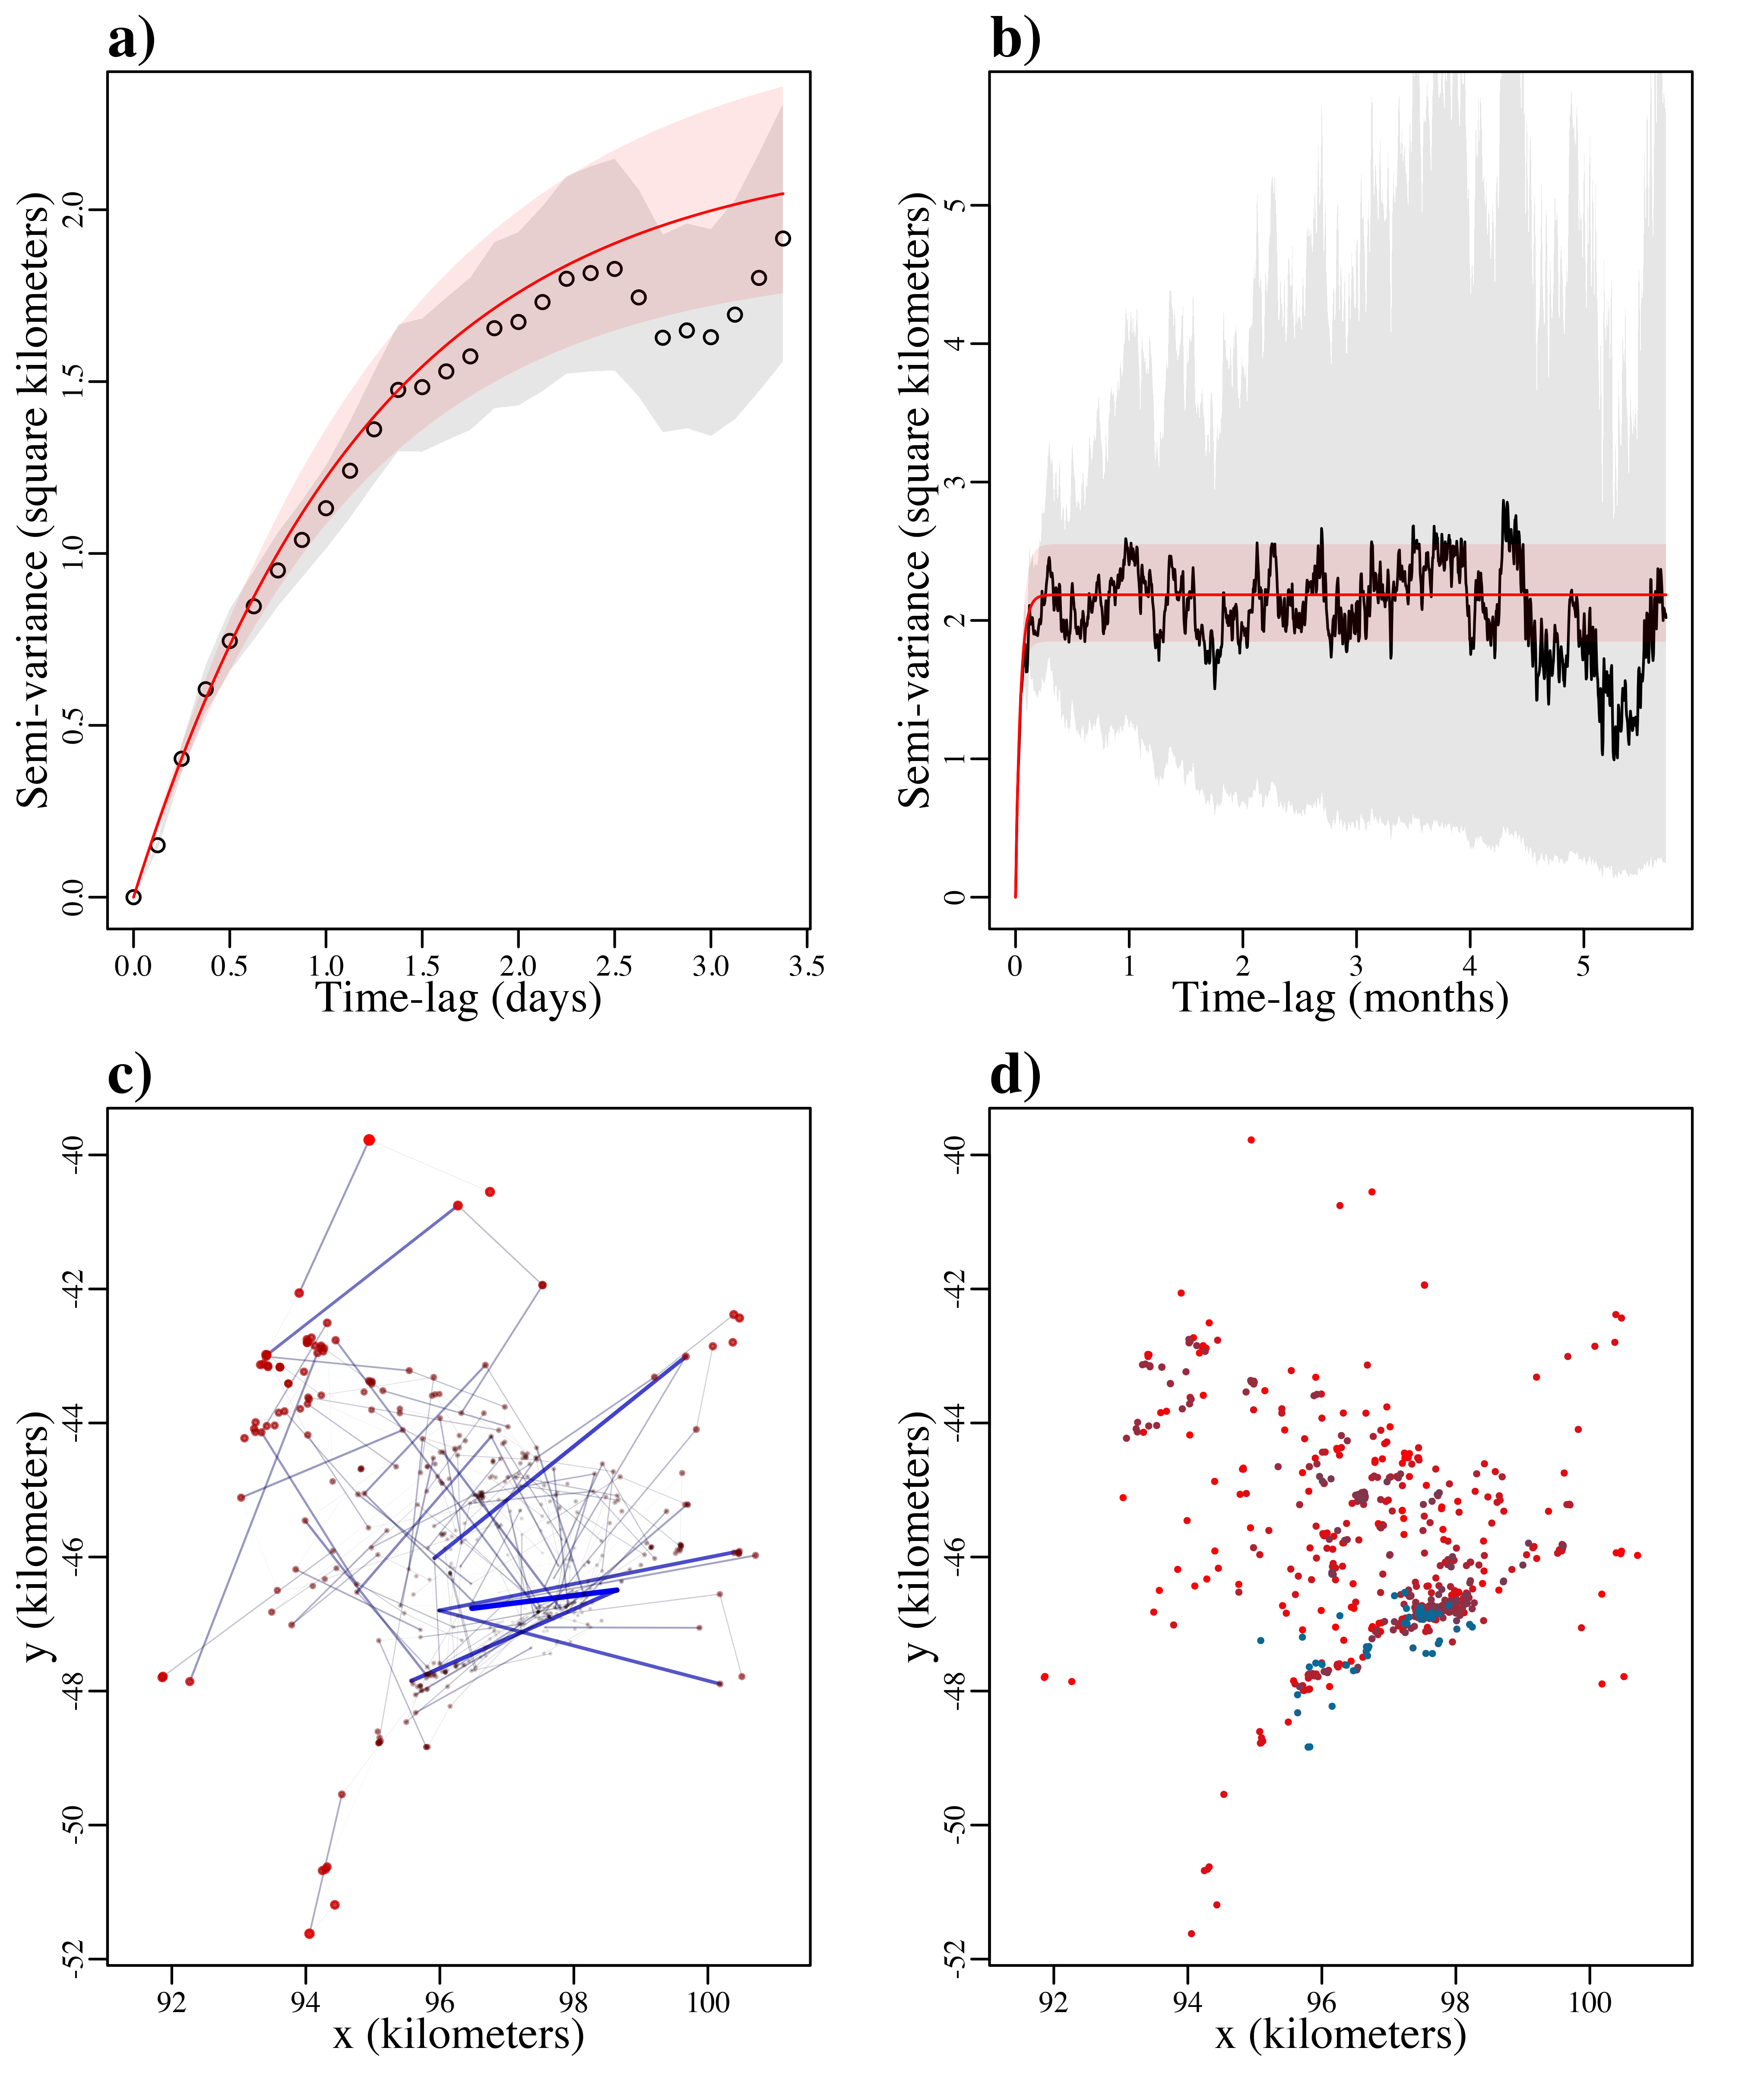 a)
Semi-variance (square kilometers)
0.0 0.5 1.0 1.5 2.0
0.0 0.5 1.0 1.5 2.0 2.5 3.0 3.5
Time-lag (days)
b)
Semi-variance (square kilometers)
0 1 2 3 4 5
0 1 2 3 4 5
Time-lag (months)
c)
y (kilometers)
-52 -50 -48 -46 -44 -42 -40
92 94 96 98 100
x (kilometers)
d)
y (kilometers)
-52 -50 -48 -46 -44 -42 -40
92 94 96 98 100
x (kilometers)